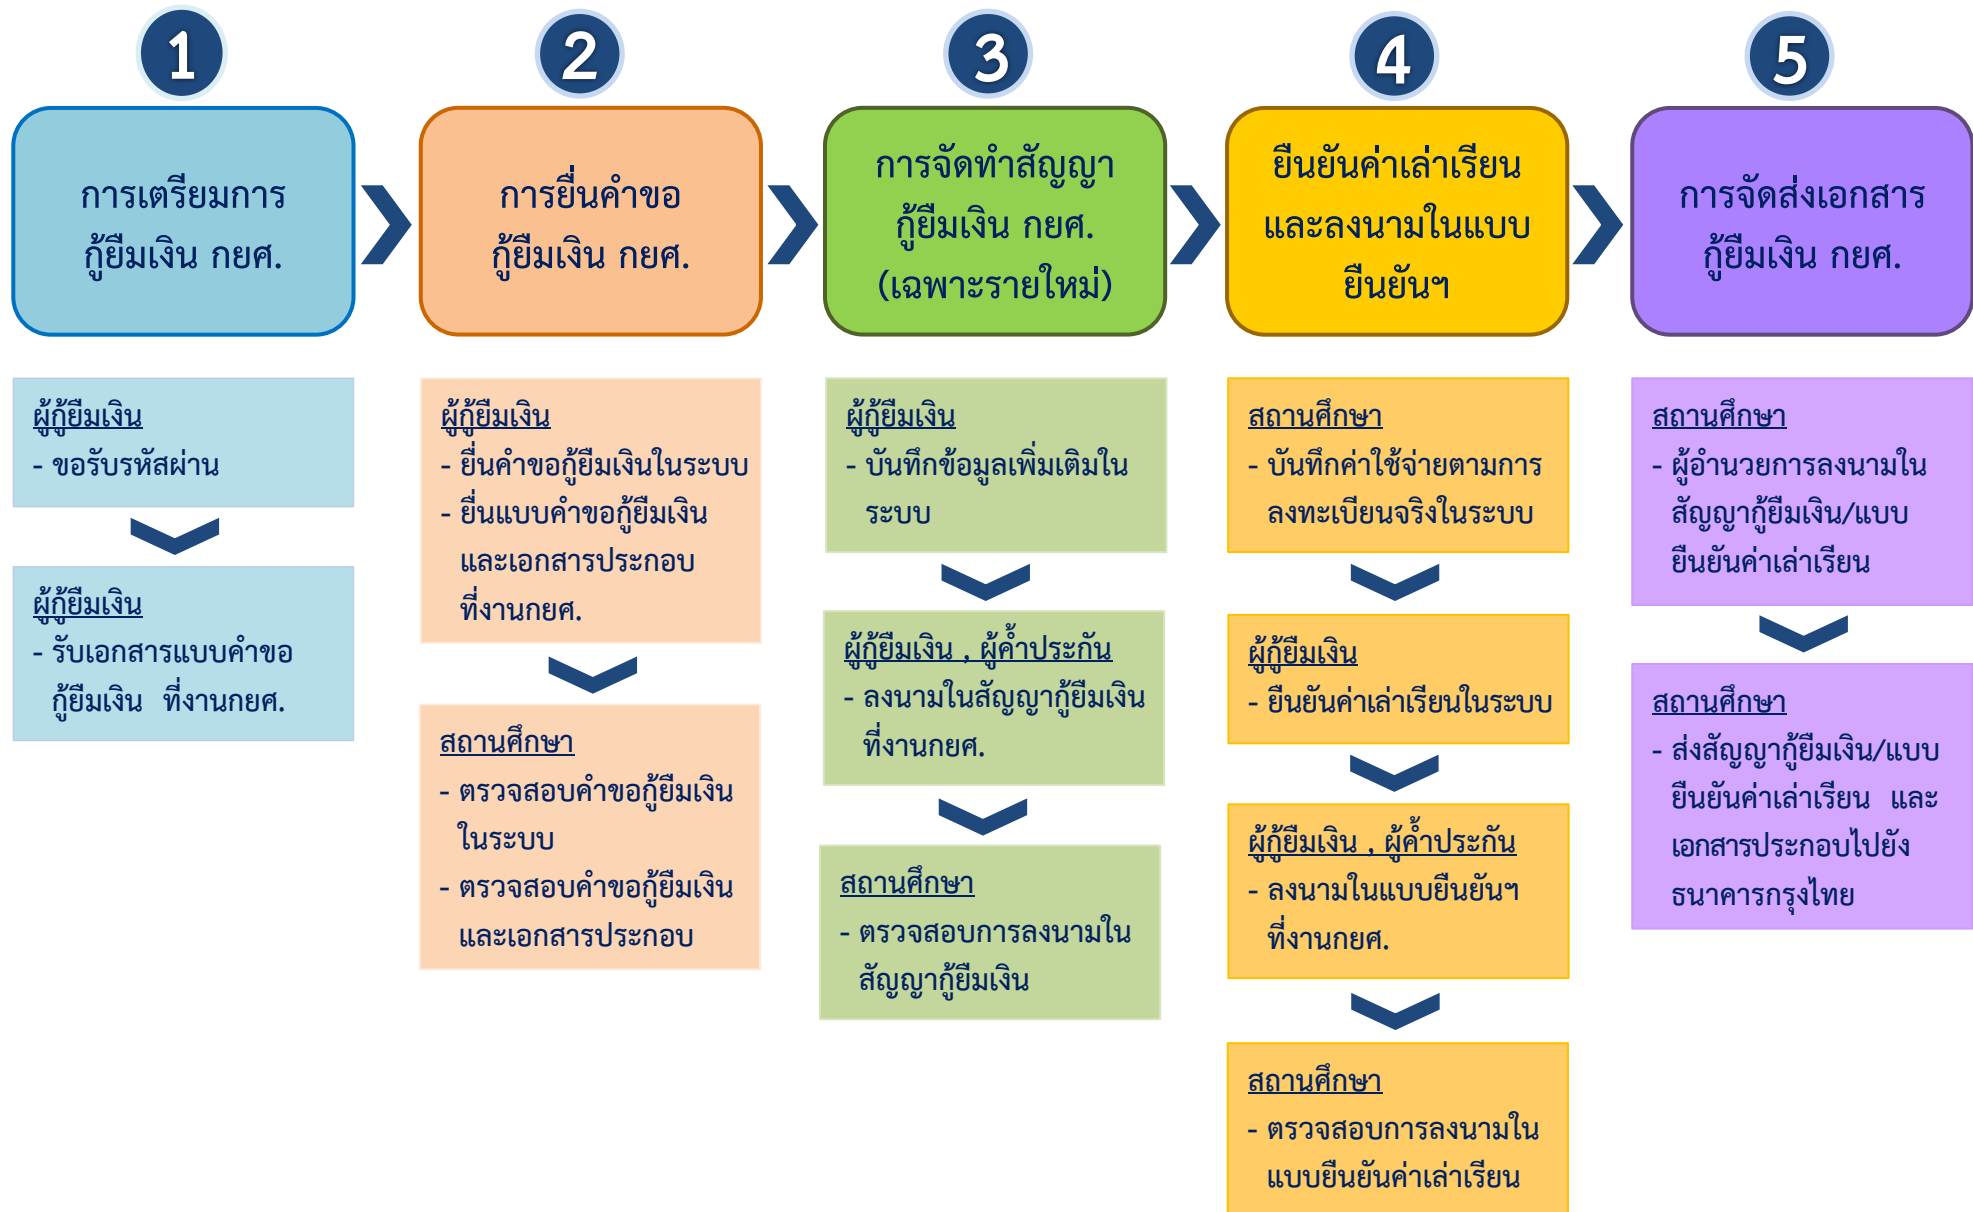 1
การเตรียมการ
กู้ยืมเงิน กยศ.
ผู้กู้ยืมเงิน
- ขอรับรหัสผ่าน
ผู้กู้ยืมเงิน
- รับเอกสารแบบคำขอ
กู้ยืมเงิน ที่งานกยศ.
2
การยื่นคำขอ
กู้ยืมเงิน กยศ.
ผู้กู้ยืมเงิน
- ยื่นคำขอกู้ยืมเงินในระบบ
- ยื่นแบบคำขอกู้ยืมเงิน
และเอกสารประกอบ
ที่งานกยศ.
สถานศึกษา
- ตรวจสอบคำขอกู้ยืมเงิน
ในระบบ
- ตรวจสอบคำขอกู้ยืมเงิน
และเอกสารประกอบ
3
การจัดทำสัญญา
กู้ยืมเงิน กยศ.
(เฉพาะรายใหม่)
ผู้กู้ยืมเงิน
- บันทึกข้อมูลเพิ่มเติมใน
ระบบ
ผู้กู้ยืมเงิน , ผู้ค้ำประกัน
- ลงนามในสัญญากู้ยืมเงิน
ที่งานกยศ.
สถานศึกษา
- ตรวจสอบการลงนามใน
สัญญากู้ยืมเงิน
4
ยืนยันค่าเล่าเรียน
และลงนามในแบบ
ยืนยันฯ
สถานศึกษา
- บันทึกค่าใช้จ่ายตามการ
ลงทะเบียนจริงในระบบ
ผู้กู้ยืมเงิน
- ยืนยันค่าเล่าเรียนในระบบ
ผู้กู้ยืมเงิน , ผู้ค้ำประกัน
- ลงนามในแบบยืนยันฯ
ที่งานกยศ.
สถานศึกษา
- ตรวจสอบการลงนามใน
แบบยืนยันค่าเล่าเรียน
5
การจัดส่งเอกสาร
กู้ยืมเงิน กยศ.
สถานศึกษา
- ผู้อำนวยการลงนามใน
สัญญากู้ยืมเงิน/แบบ
ยืนยันค่าเล่าเรียน
สถานศึกษา
- ส่งสัญญากู้ยืมเงิน/แบบ
ยืนยันค่าเล่าเรียน และ
เอกสารประกอบไปยัง
ธนาคารกรุงไทย